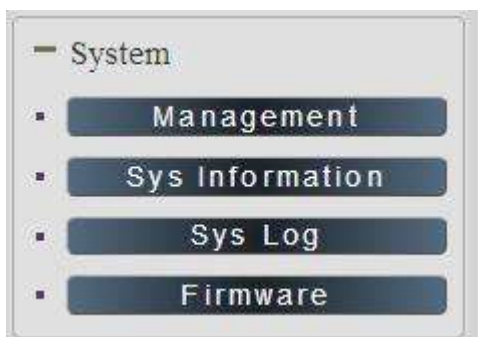 System
Management
Sys Information
Sys Log
Firmware